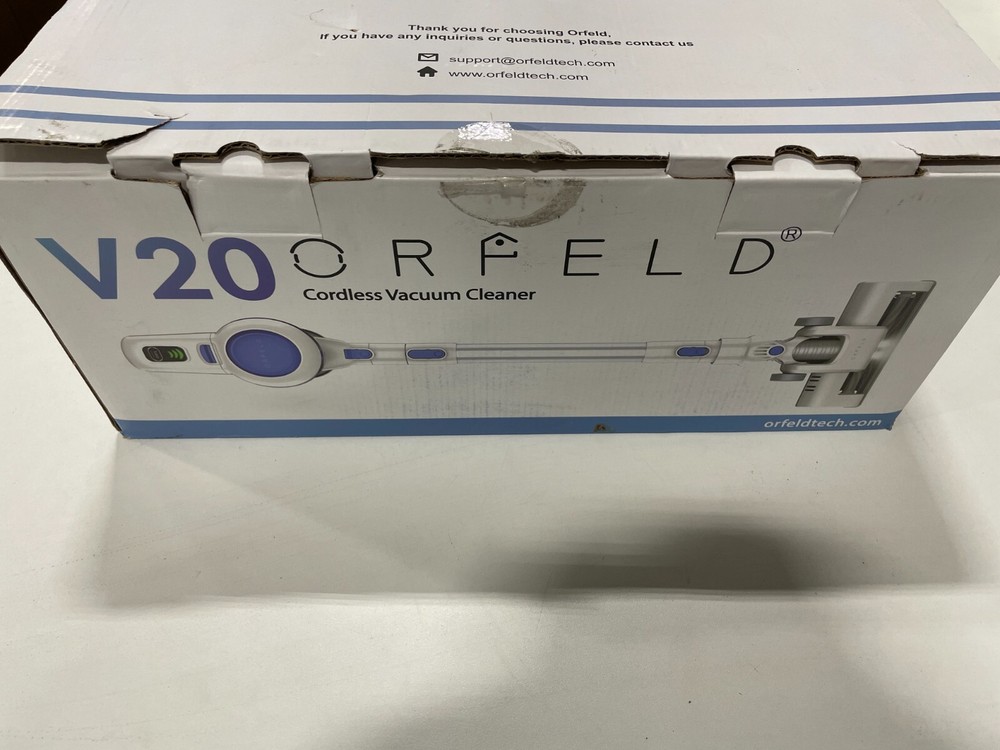 Thank you for choosing Orfeld,
If you have any inquiries or questions, please contact us
support@orfeldtech.com
www.orfeldtech.com
V20 ORFELD®
Cordless Vacuum Cleaner
orfeldtech.com